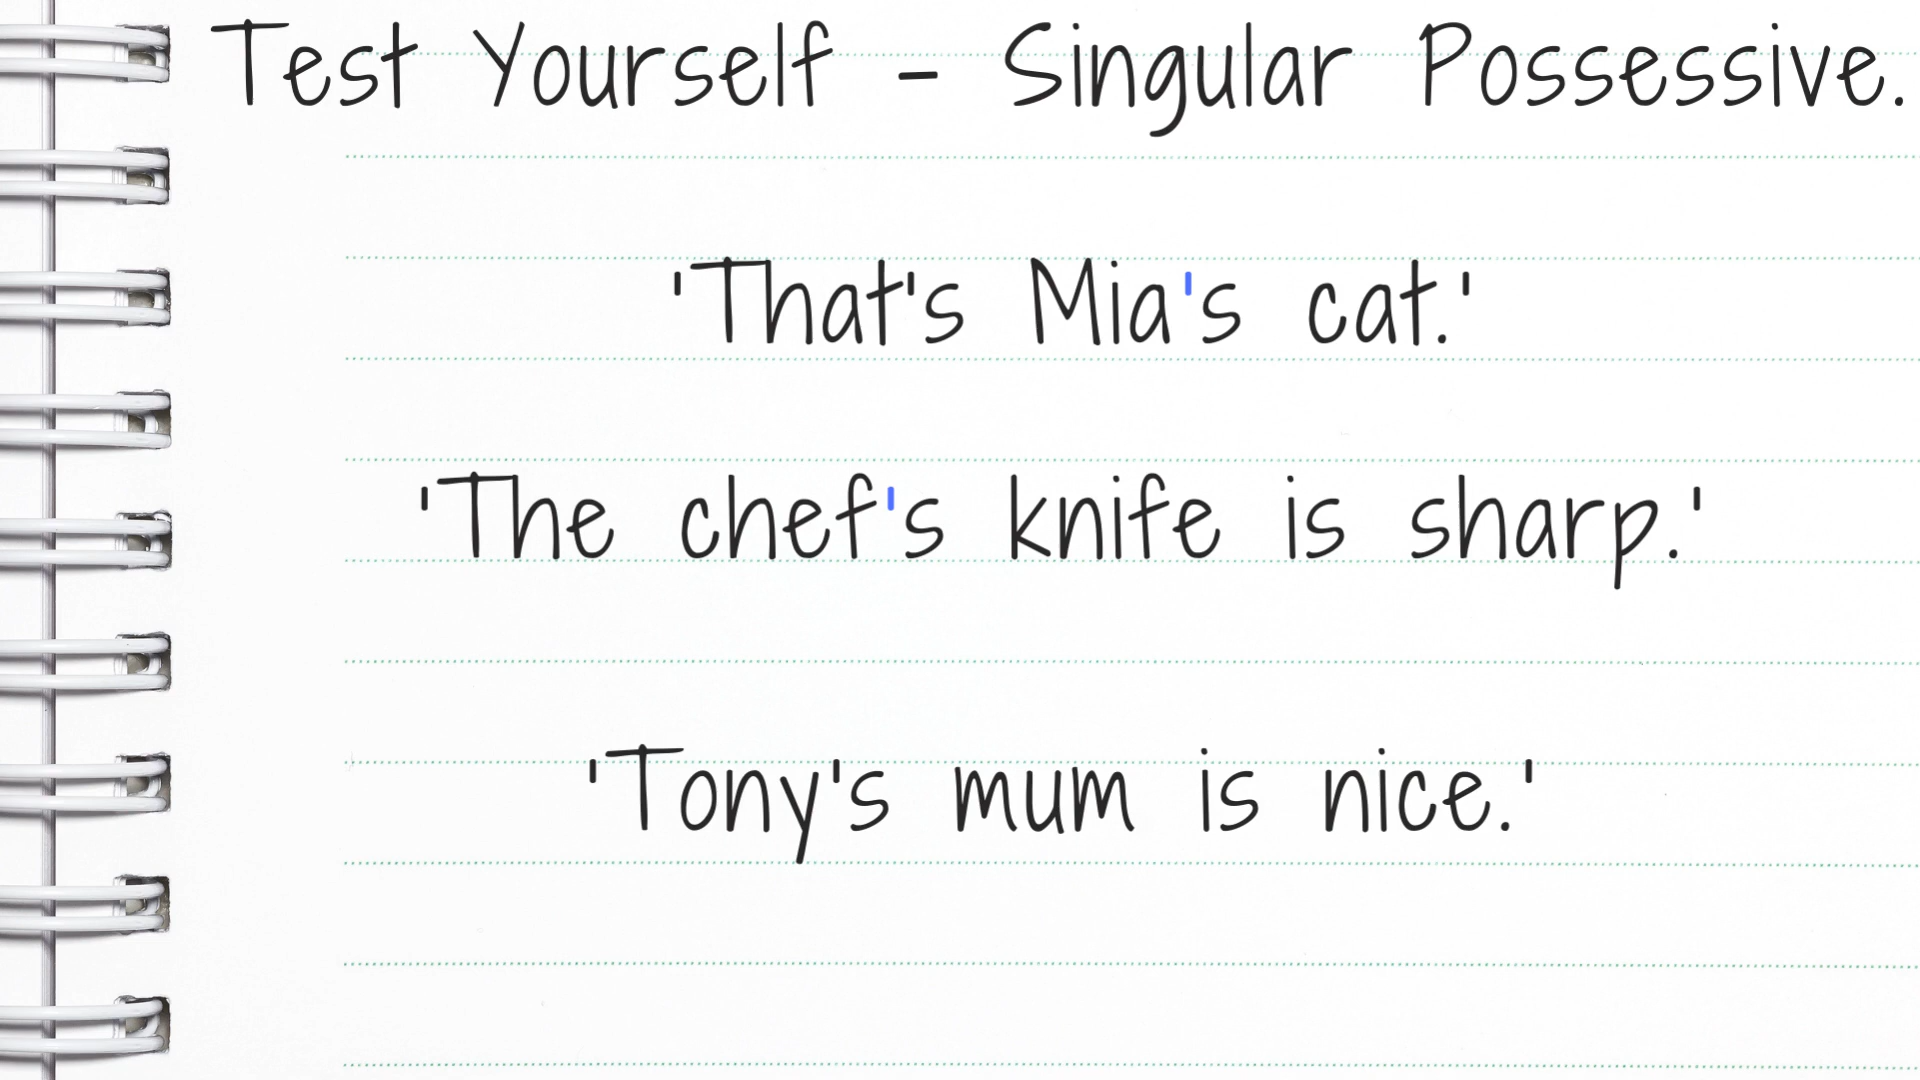 Test Yourself - Singular Possessive.
'That's Mia's cat.'
'The chef's knife is sharp.'
'Tony's mum is nice.'